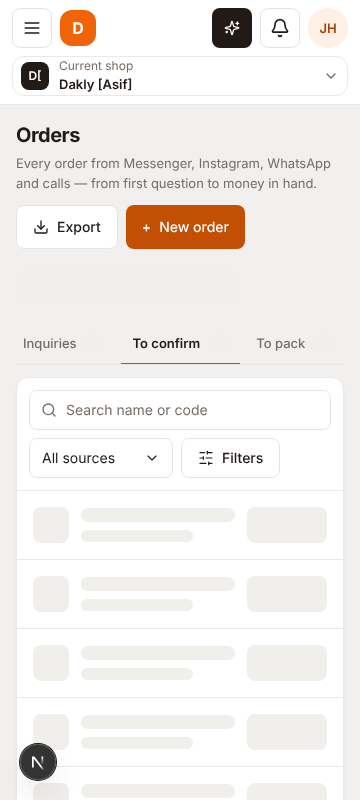 D
JH
D[
Current shop
Dakly [Asif]
Orders
Every order from Messenger, Instagram, WhatsApp
and calls — from first question to money in hand.
Export
+ New order
Inquiries
To confirm
To pack
Search name or code
All sources
Filters
N